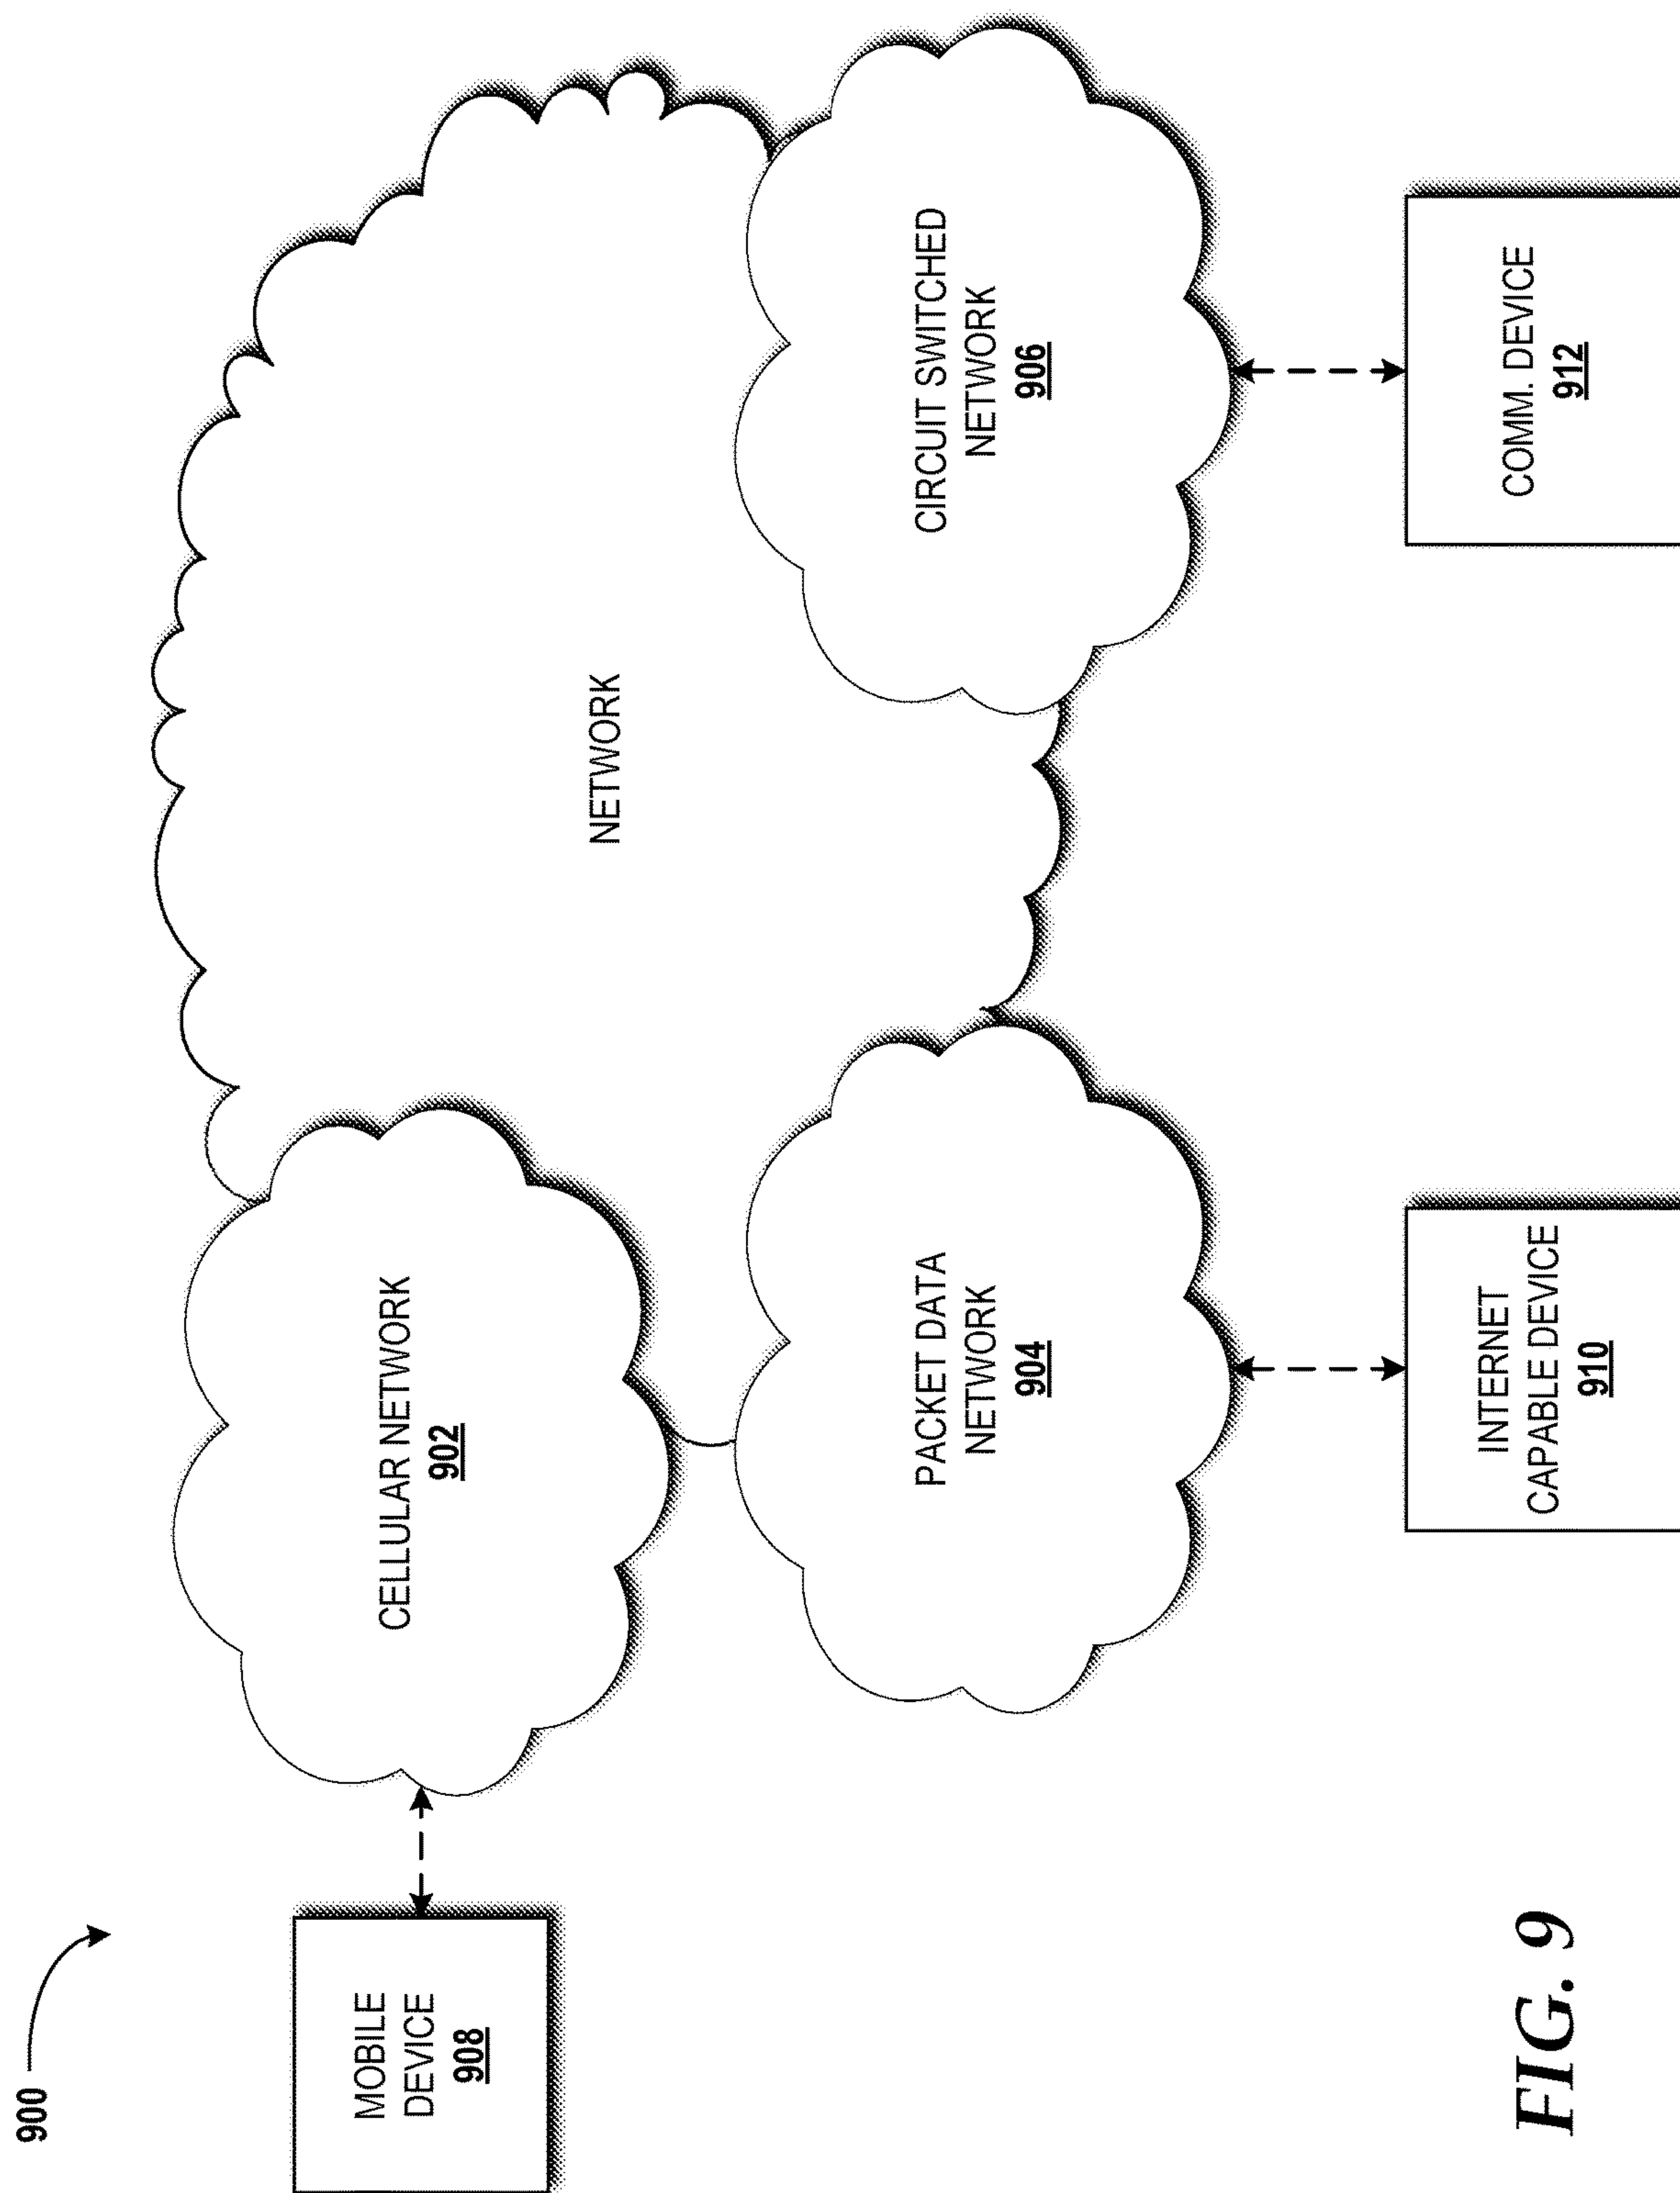 900
MOBILE
DEVICE
908
CELLULAR NETWORK
902
NETWORK
PACKET DATA
NETWORK
904
CIRCUIT SWITCHED
NETWORK
906
INTERNET
CAPABLE DEVICE
910
COMM. DEVICE
912
FIG. 9